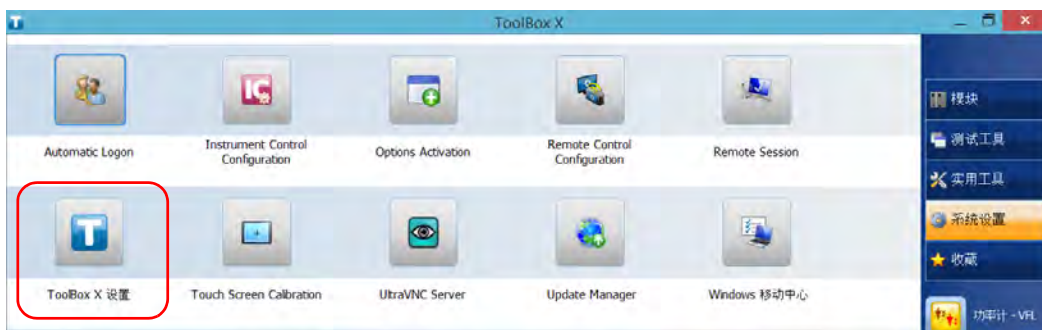 ToolBox X
Automatic Logon
Instrument Control
Configuration
Options Activation
Remote Control
Configuration
Remote Session
ToolBox X 设置
Touch Screen Calibration
UltraVNC Server
Update Manager
Windows 移动中心
模块
测试工具
实用工具
系统设置
收藏
功率计 - VFL